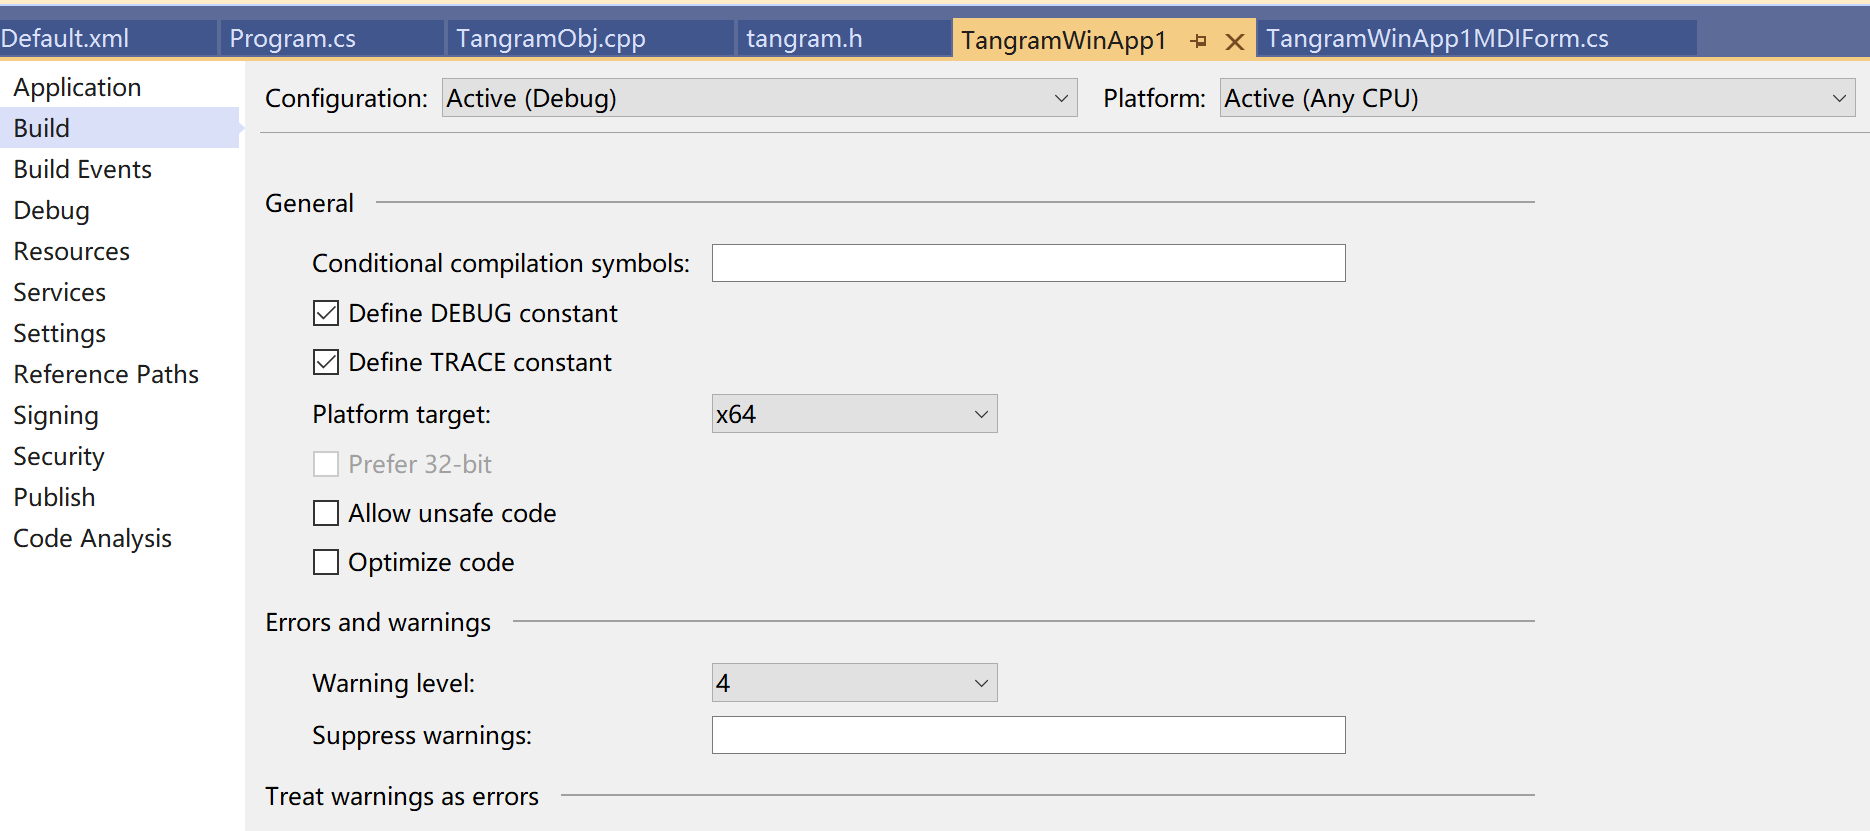 Default.xml Program.cs TangramObj.cpp tangram.h TangramWinApp1 TangramWinApp1MDIForm.cs
Application
Build
Build Events
Debug
Resources
Services
Settings
Reference Paths
Signing
Security
Publish
Code Analysis
Configuration: Active (Debug) Platform: Active (Any CPU)
General
Conditional compilation symbols:
Define DEBUG constant
Define TRACE constant
Platform target: x64
Prefer 32-bit
Allow unsafe code
Optimize code
Errors and warnings
Warning level: 4
Suppress warnings:
Treat warnings as errors